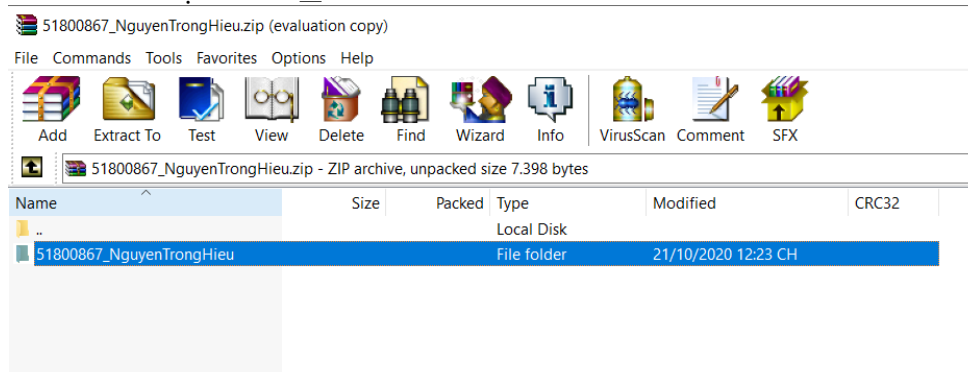 51800867_NguyenTrongHieu.zip (evaluation copy)
File Commands Tools Favorites Options Help
Add Extract To Test View Delete Find Wizard Info VirusScan Comment SFX
51800867_NguyenTrongHieu.zip - ZIP archive, unpacked size 7.398 bytes
Name Size Packed Type Modified CRC32
.. Local Disk
51800867_NguyenTrongHieu File folder 21/10/2020 12:23 CH